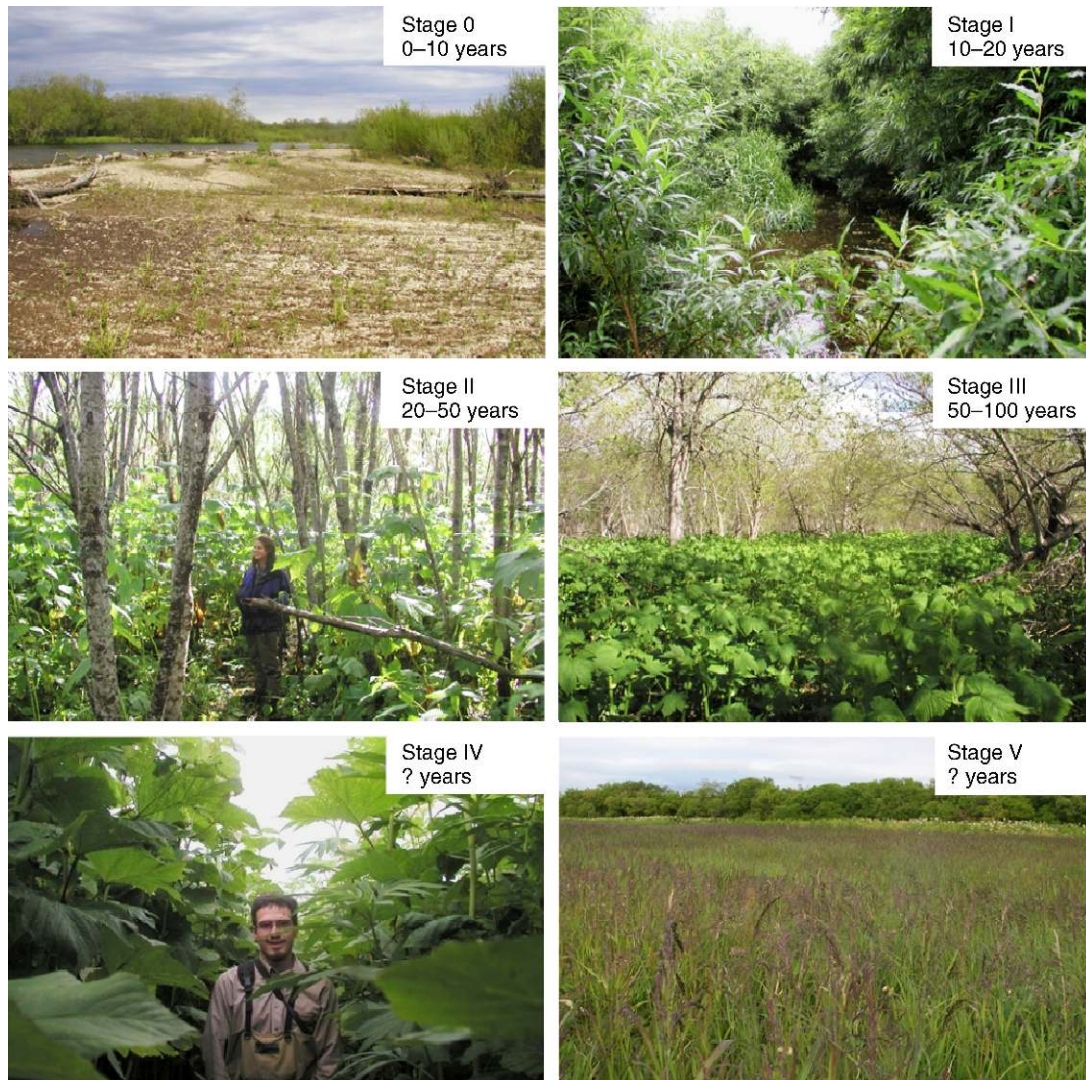 Stage 0
0–10 years
Stage I
10–20 years
Stage II
20–50 years
Stage III
50–100 years
Stage IV
? years
Stage V
? years